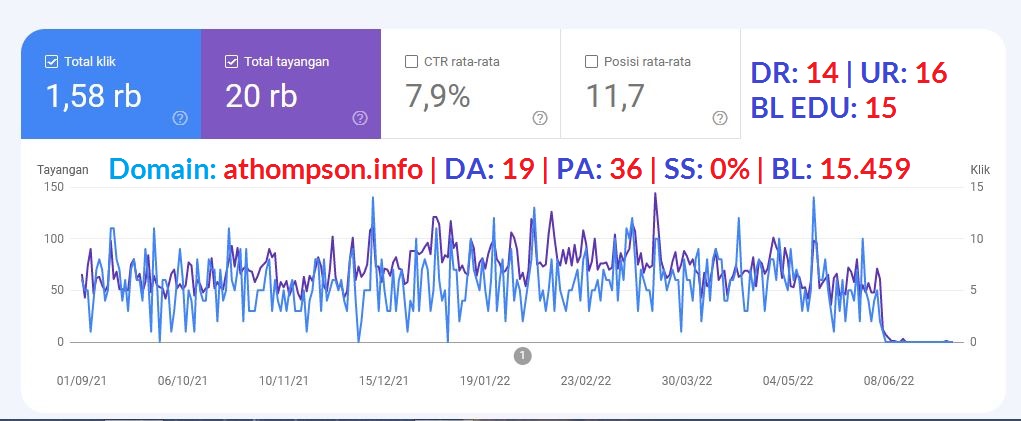 Total klik
1,58 rb
Total tayangan
20 rb
CTR rata-rata
7,9%
Posisi rata-rata
11,7
DR: 14 | UR: 16
BL EDU: 15
Tayangan
Domain: athompson.info | DA: 19 | PA: 36 | SS: 0% | BL: 15.459
Klik
150
100
50
0
15
10
5
0
1
01/09/21 06/10/21 10/11/21 15/12/21 19/01/22 23/02/22 30/03/22 04/05/22 08/06/22